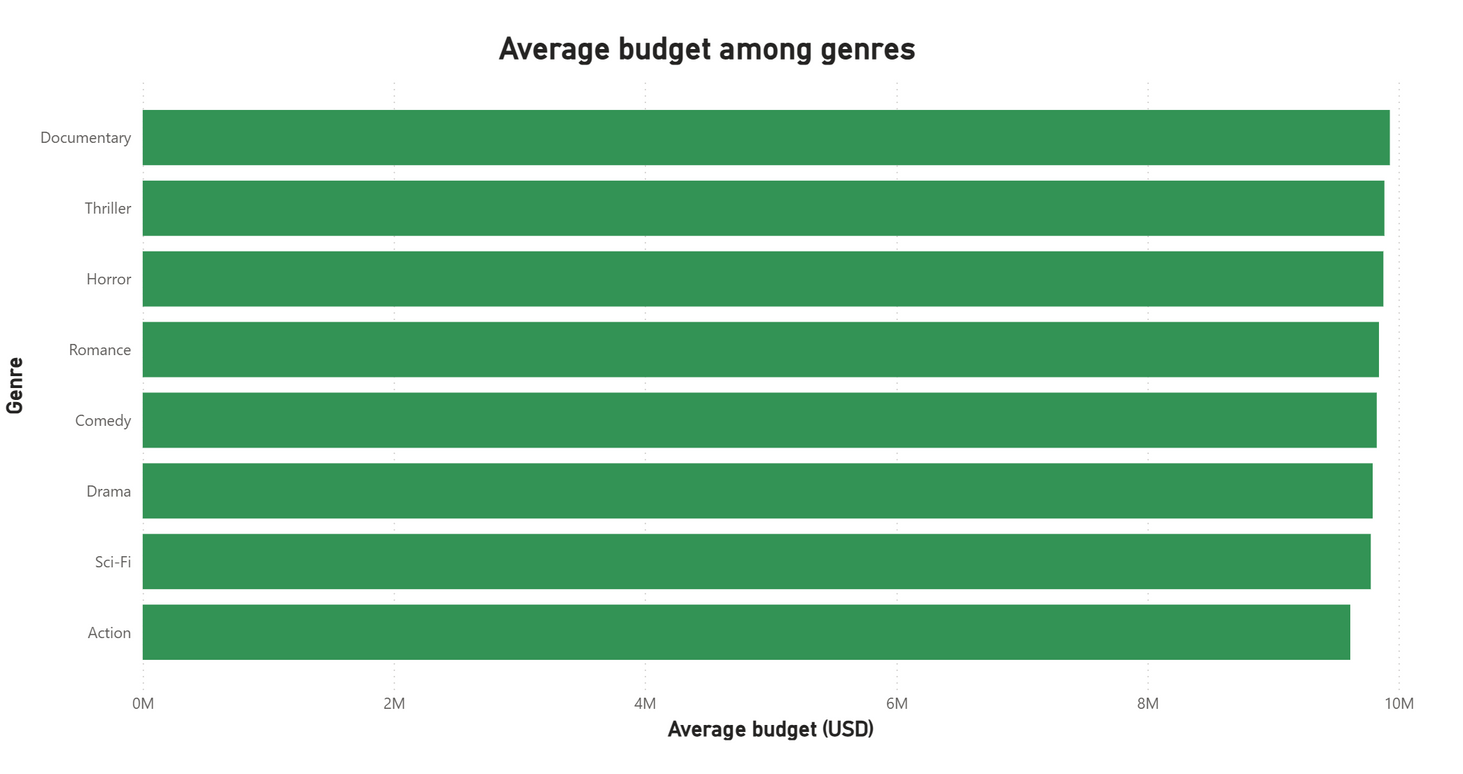 Average budget among genres
Genre
Documentary
Thriller
Horror
Romance
Comedy
Drama
Sci-Fi
Action
0M 2M 4M 6M 8M 10M
Average budget (USD)